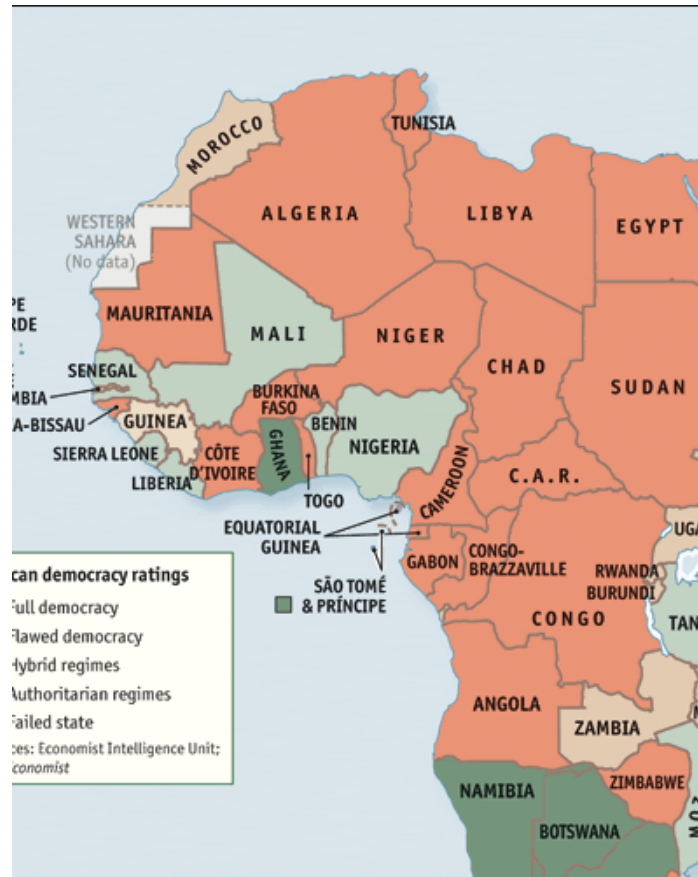 MOROCCO
TUNISIA
ALGERIA
LIBYA
EGYPT
WESTERN
SAHARA
(No data)
MAURITANIA
PE
RDE
MALI
NIGER
CHAD
SUDAN
SENEGAL
MBIA
A-BISSAU
GUINEA
BURKINA
FASO
BENIN
NIGERIA
SIERRA LEONE
CÔTE
D'IVOIRE
GHANA
LIBERIA
TOGO
CAMEROON
C.A.R.
EQUATORIAL
GUINEA
GABON
CONGO-
BRAZZAVILLE
UGA
RWANDA
BURUNDI
SÃO TOMÉ
& PRÍNCIPE
CONGO
TAN
can democracy ratings
Full democracy
Flawed democracy
Hybrid regimes
Authoritarian regimes
Failed state
ces: Economist Intelligence Unit;
conomist
ANGOLA
ZAMBIA
ZIMBABWE
NAMIBIA
BOTSWANA
MOZ